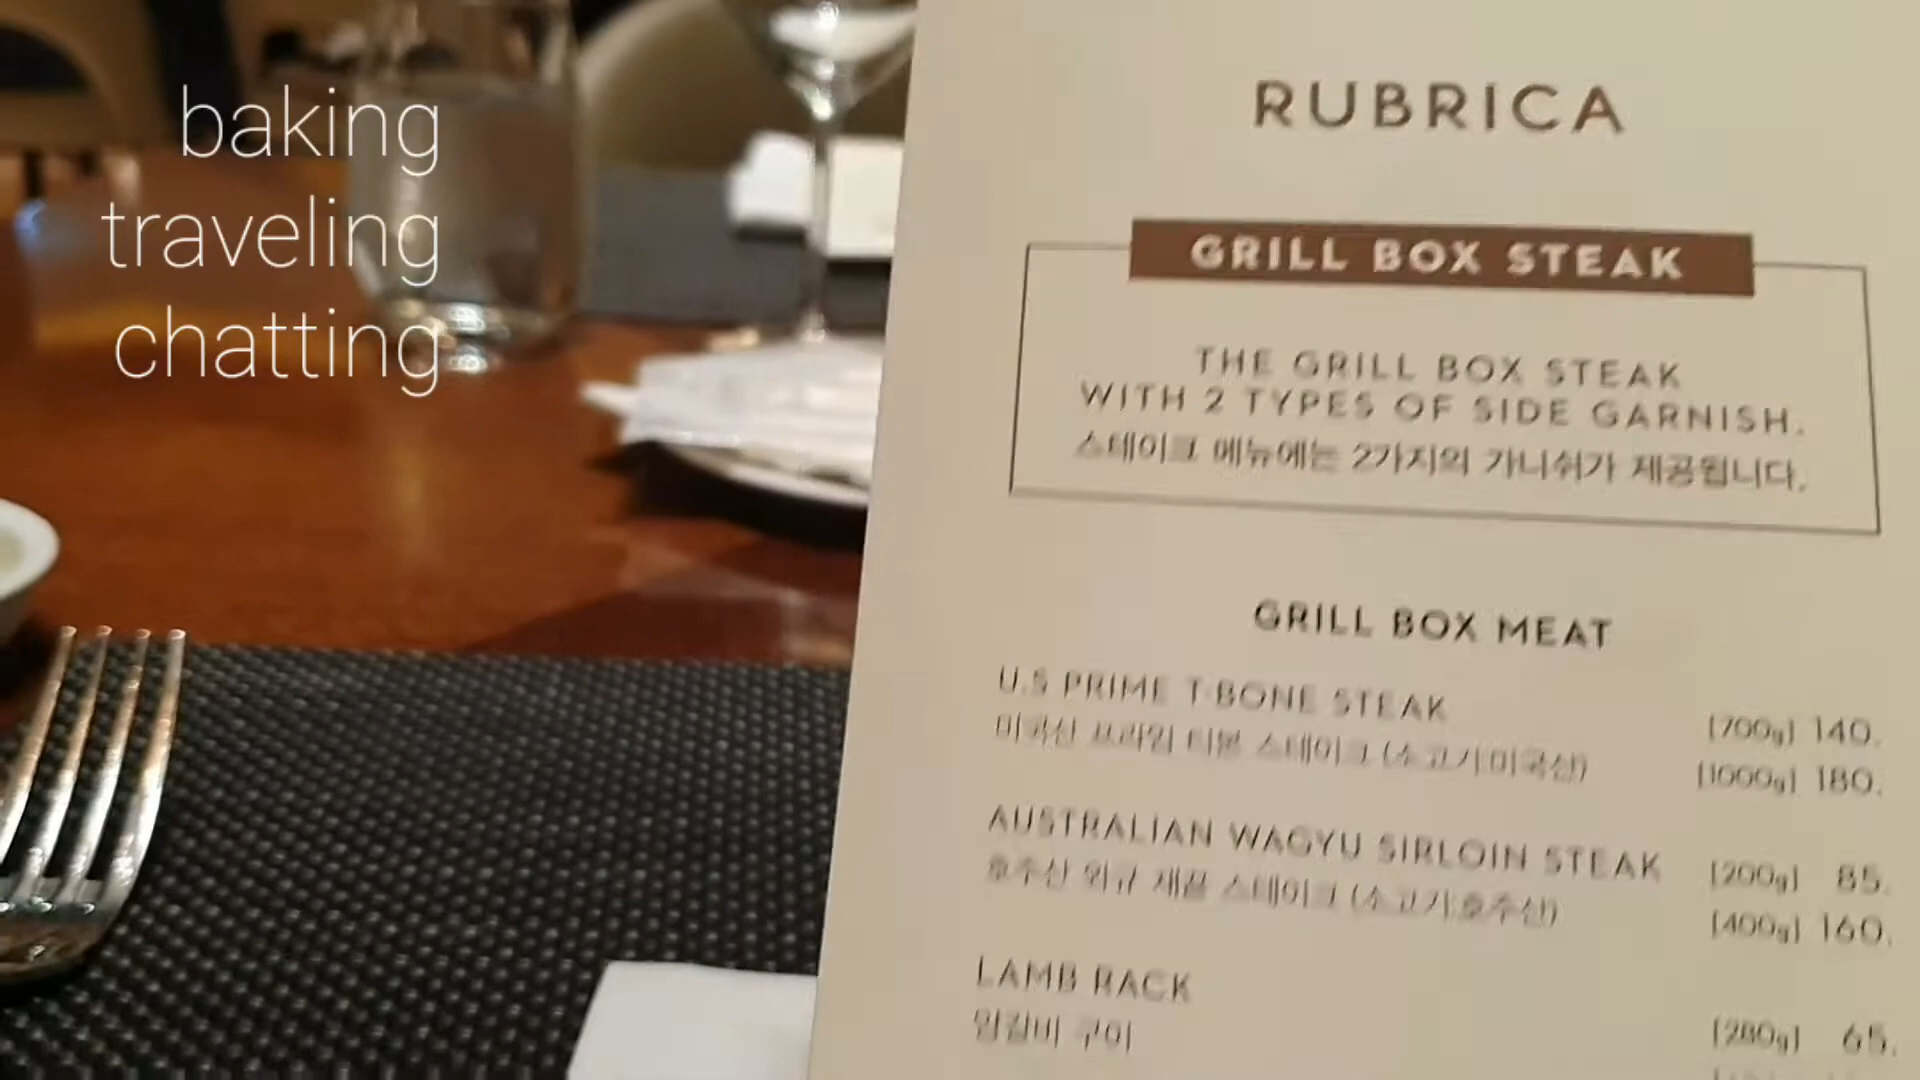 baking
traveling
chatting
RUBRICA
GRILL BOX STEAK
THE GRILL BOX STEAK
WITH 2 TYPES OF SIDE GARNISH.
스테이크 메뉴에는 2가지의 가니쉬가 제공됩니다.
GRILL BOX MEAT
U.S PRIME T-BONE STEAK
미국산 프라임 티본 스테이크 (소고기:미국산)
[700g] 140.
[1000g] 180.
AUSTRALIAN WAGYU SIRLOIN STEAK [200g] 85.
호주산 와규 채끝 스테이크 (소고기:호주산)
[400g] 160.
LAMB RACK
양갈비 구이
[280g] 65.